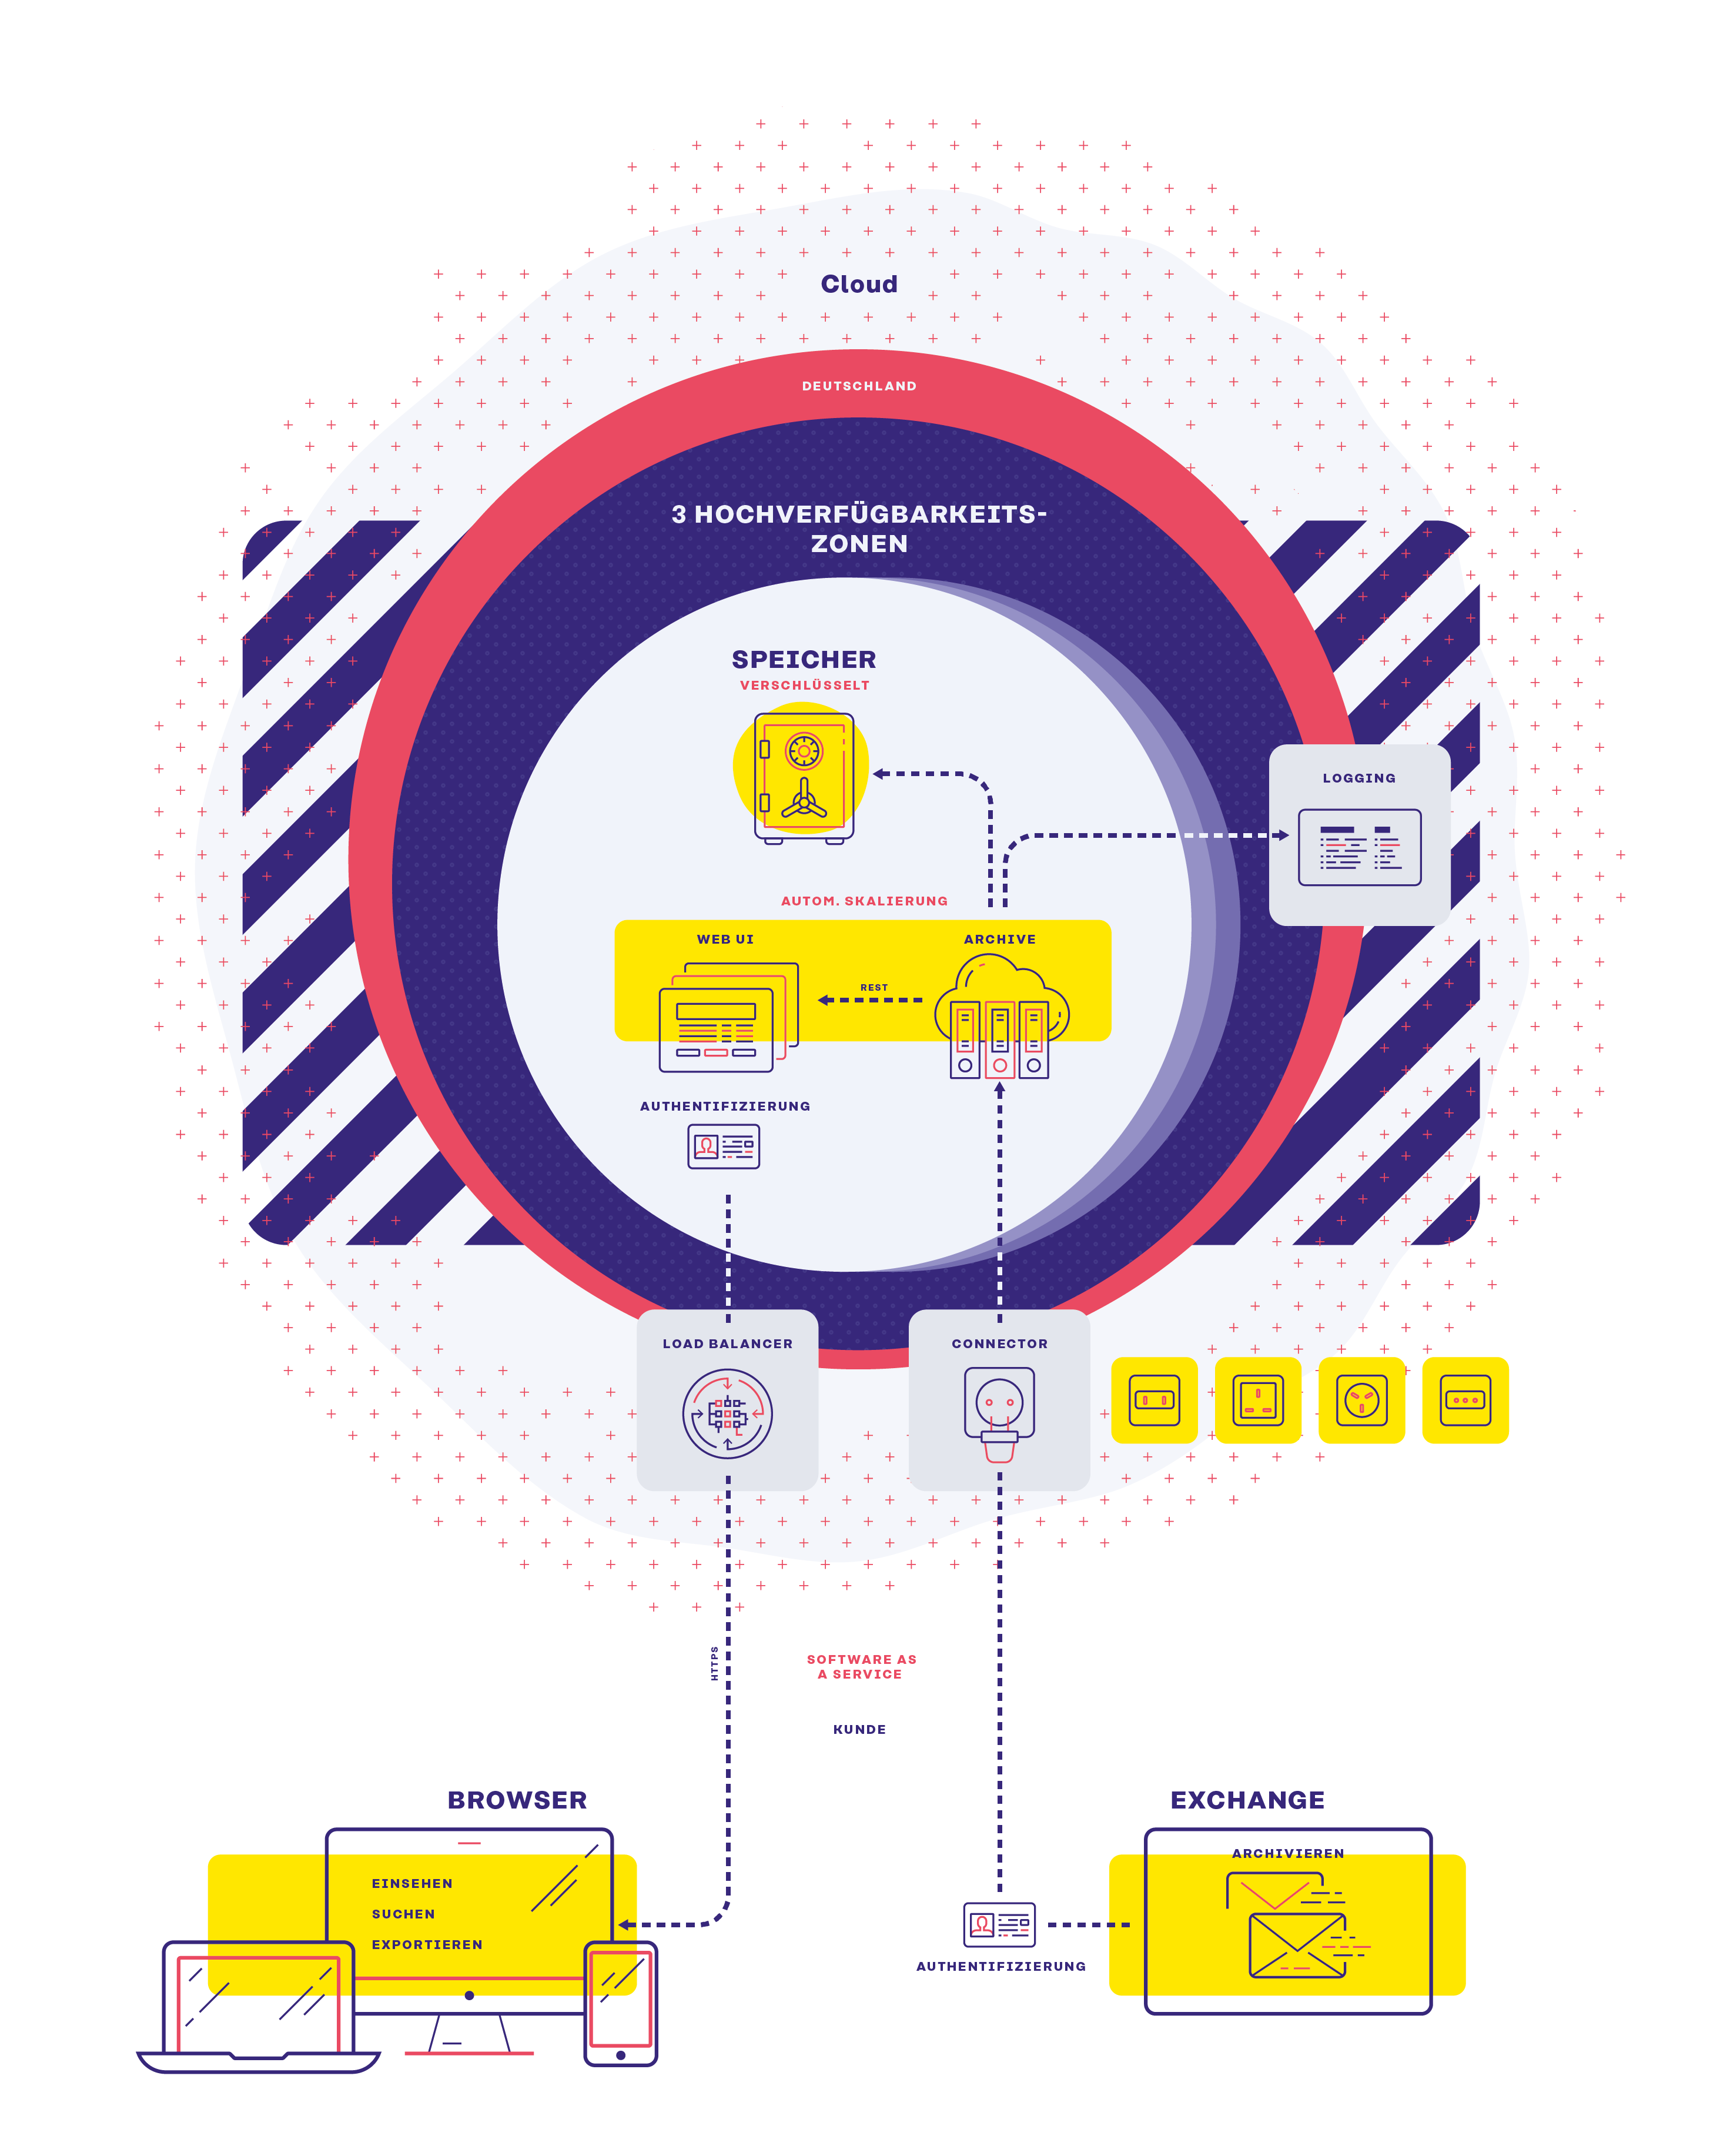 Cloud
DEUTSCHLAND
3 HOCHVERFÜGBARKEITS-
ZONEN
SPEICHER
VERSCHLÜSSELT
LOGGING
AUTOM. SKALIERUNG
WEB UI
ARCHIVE
REST
AUTHENTIFIZIERUNG
LOAD BALANCER
CONNECTOR
HTTPS
SOFTWARE AS
A SERVICE
KUNDE
BROWSER
EINSEHEN
SUCHEN
EXPORTIEREN
EXCHANGE
ARCHIVIEREN
AUTHENTIFIZIERUNG